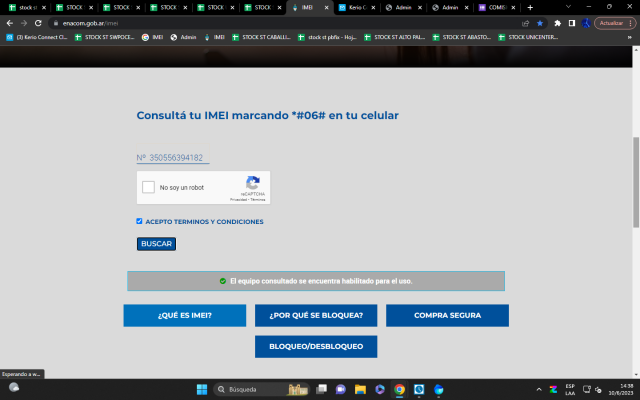 stock st
STOCK
STOCK
STOCK
STOCK
STOCK
IMEI
Kerio C
Admin
Admin
COMIS
enacom.gob.ar/imei
Actualizar
(3) Kerio Connect Cl...
STOCK ST SWPOCE...
IMEI
Admin
IMEI
STOCK ST CABALLI...
stock st pbfix - Hoj...
STOCK ST ALTO PAL...
STOCK ST ABASTO...
STOCK UNICENTER...
»
Consultá tu IMEI marcando *#06# en tu celular
Nº 350556394182
No soy un robot
reCAPTCHA
Privacidad - Términos
ACEPTO TERMINOS Y CONDICIONES
BUSCAR
El equipo consultado se encuentra habilitado para el uso.
¿QUÉ ES IMEI?
¿POR QUÉ SE BLOQUEA?
COMPRA SEGURA
BLOQUEO/DESBLOQUEO
Esperando a w...
Búsqueda
ESP
LAA
14:38
10/6/2023